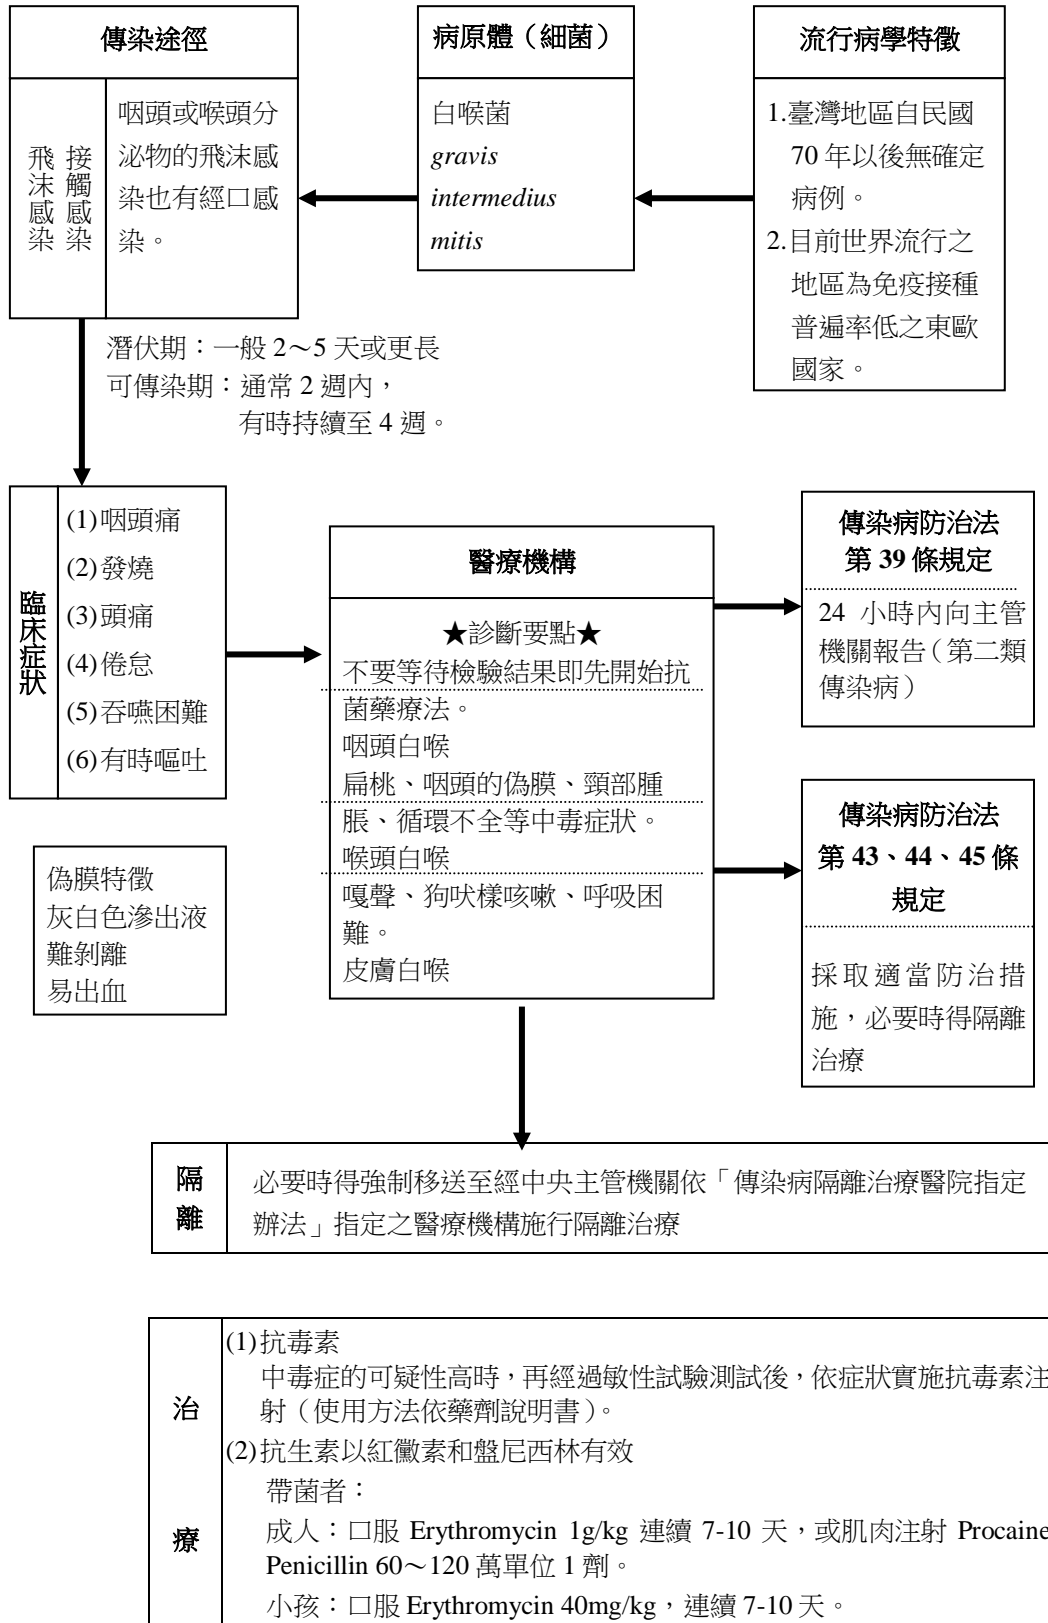 傳染途徑
飛沫感染
接觸感染
咽頭或喉頭分
泌物的飛沫感
染也有經口感
染。
病原體（細菌）
白喉菌
gravis
intermedius
mitis
流行病學特徵
1.臺灣地區自民國
70 年以後無確定
病例。
2.目前世界流行之
地區為免疫接種
普遍率低之東歐
國家。
潛伏期：一般 2～5 天或更長
可傳染期：通常 2 週內，
有時持續至 4 週。
臨床症狀
(1)咽頭痛
(2)發燒
(3)頭痛
(4)倦怠
(5)吞嚥困難
(6)有時嘔吐
偽膜特徵
灰白色滲出液
難剝離
易出血
醫療機構
★診斷要點★
不要等待檢驗結果即先開始抗
菌藥療法。
咽頭白喉
扁桃、咽頭的偽膜、頸部腫
脹、循環不全等中毒症狀。
喉頭白喉
嘎聲、狗吠樣咳嗽、呼吸困
難。
皮膚白喉
傳染病防治法
第 39 條規定
24 小時內向主管
機關報告（第二類
傳染病）
傳染病防治法
第 43、44、45 條
規定
採取適當防治措
施，必要時得隔離
治療
隔離
必要時得強制移送至經中央主管機關依「傳染病隔離治療醫院指定
辦法」指定之醫療機構施行隔離治療
治療
(1)抗毒素
中毒症的可疑性高時，再經過敏性試驗測試後，依症狀實施抗毒素注
射（使用方法依藥劑說明書）。
(2)抗生素以紅黴素和盤尼西林有效
帶菌者：
成人：口服 Erythromycin 1g/kg 連續 7-10 天，或肌肉注射 Procaine
Penicillin 60～120 萬單位 1 劑。
小孩：口服 Erythromycin 40mg/kg，連續 7-10 天。